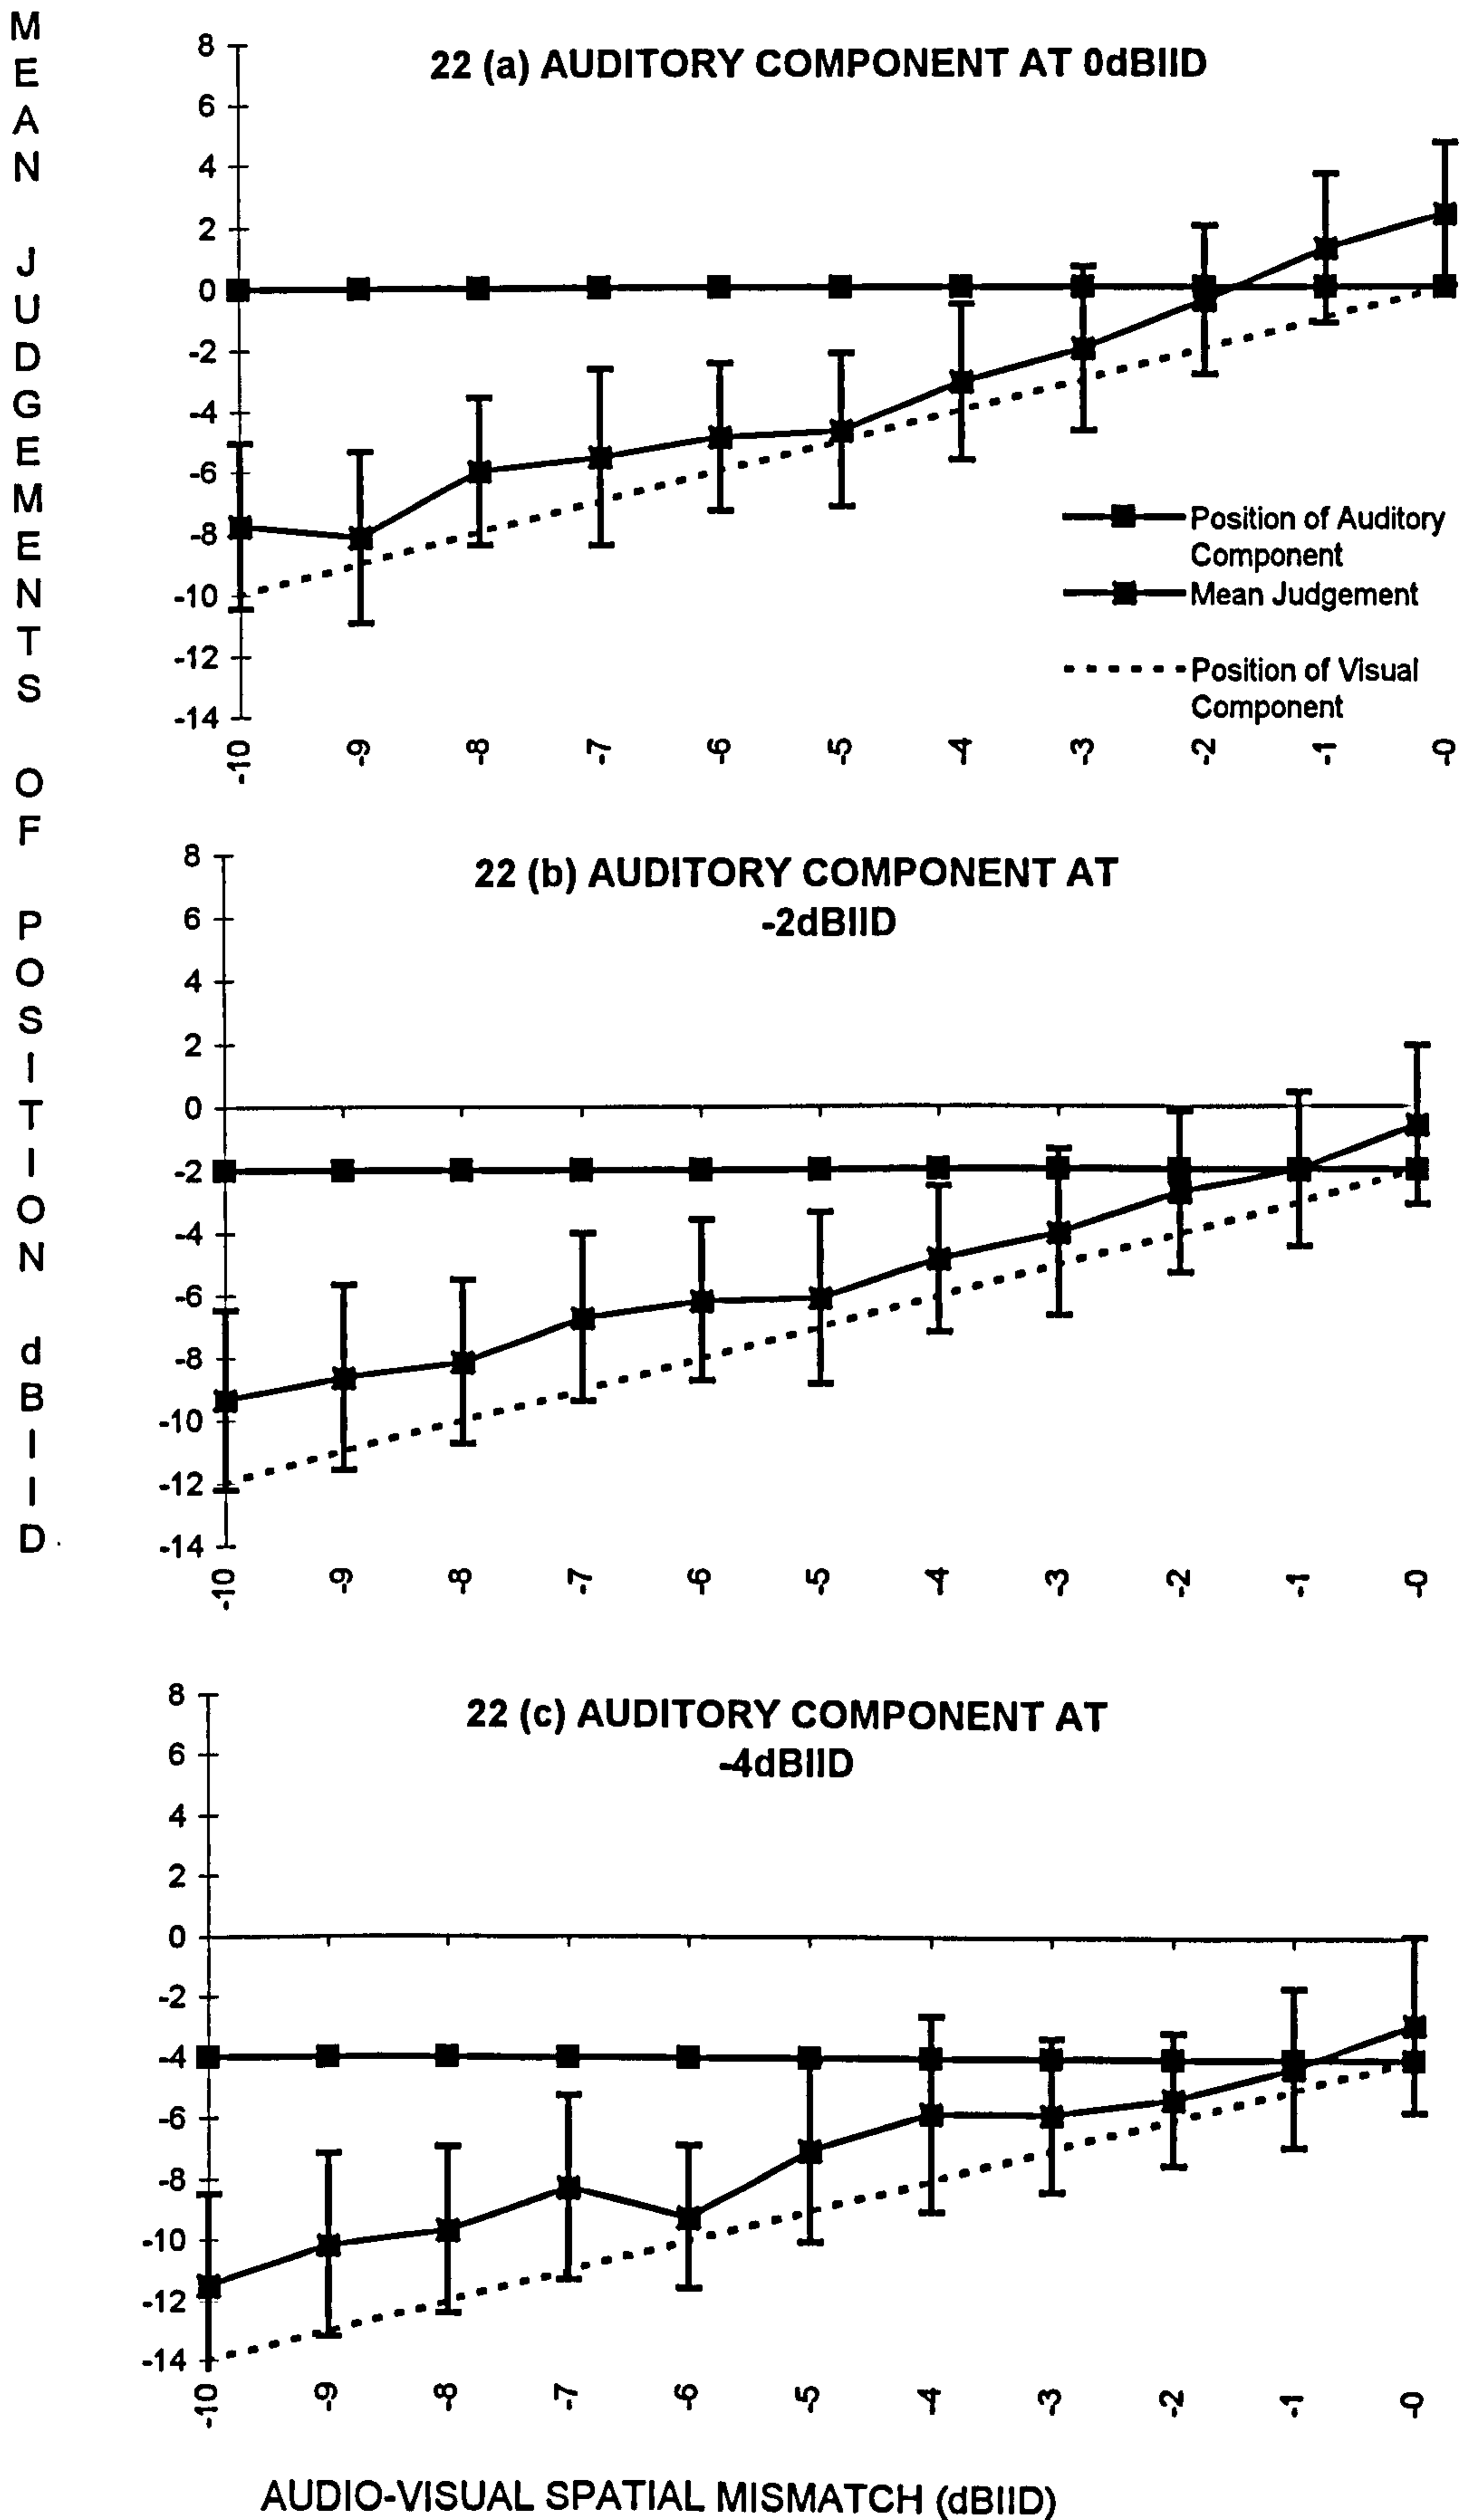 MEAN JUDGEMENTS OF POSITION dBIID
22 (a) AUDITORY COMPONENT AT 0dBIID
8
6
4
2
0
-2
-4
-6
-8
-10
-12
-14
Position of Auditory
Component
Mean Judgement
Position of Visual
Component
-10 -9 -8 -7 -6 -5 -4 -3 -2 -1 -0
22 (b) AUDITORY COMPONENT AT
-2dBIID
8
6
4
2
0
-2
-4
-6
-8
-10
-12
-14
-10 -9 -8 -7 -6 -5 -4 -3 -2 -1 -0
22 (c) AUDITORY COMPONENT AT
-4dBIID
8
6
4
2
0
-2
-4
-6
-8
-10
-12
-14
-10 -9 -8 -7 -6 -5 -4 -3 -2 -1 -0
AUDIO-VISUAL SPATIAL MISMATCH (dBIID)